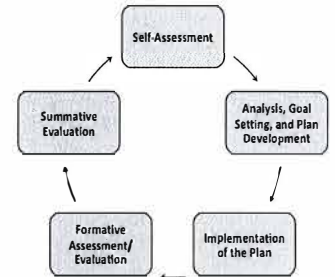 Self-Assessment
Analysis, Goal
Setting, and Plan
Development
Implementation
of the Plan
Formative
Assessment/
Evaluation
Summative
Evaluation